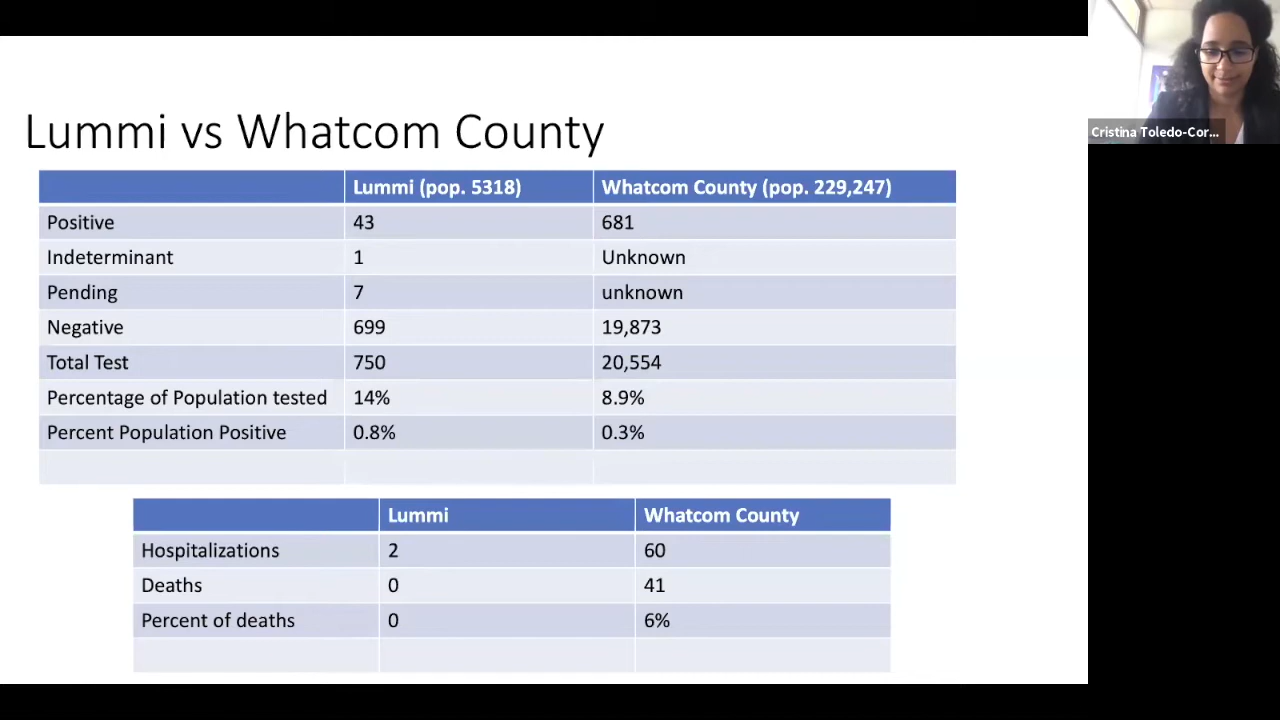 Lummi vs Whatcom County
Lummi (pop. 5318) Whatcom County (pop. 229,247)
Positive 43 681
Indeterminant 1 Unknown
Pending 7 unknown
Negative 699 19,873
Total Test 750 20,554
Percentage of Population tested 14% 8.9%
Percent Population Positive 0.8% 0.3%
Lummi Whatcom County
Hospitalizations 2 60
Deaths 0 41
Percent of deaths 0 6%
Cristina Toledo-Cor...